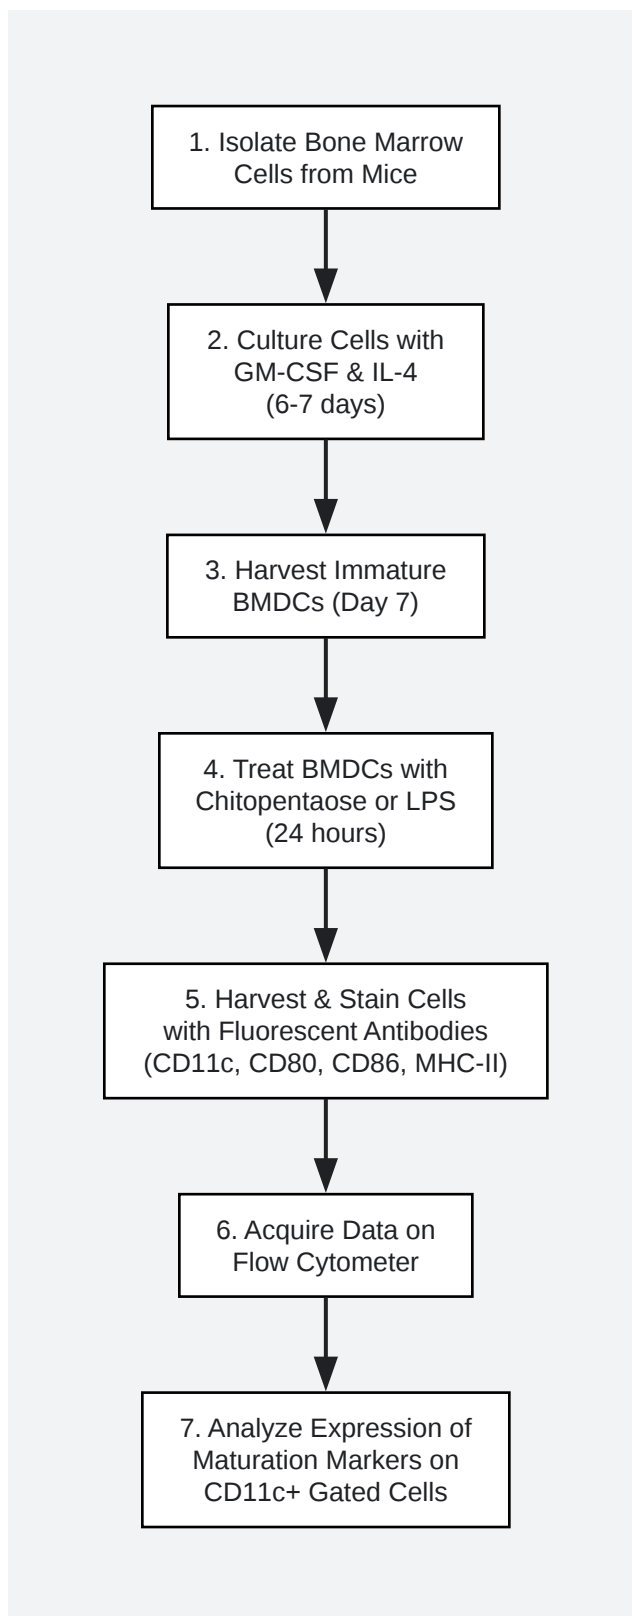 1. Isolate Bone Marrow
Cells from Mice
2. Culture Cells with
GM-CSF & IL-4
(6-7 days)
3. Harvest Immature
BMDCs (Day 7)
4. Treat BMDCs with
Chitopentaose or LPS
(24 hours)
5. Harvest & Stain Cells
with Fluorescent Antibodies
(CD11c, CD80, CD86, MHC-II)
6. Acquire Data on
Flow Cytometer
7. Analyze Expression of
Maturation Markers on
CD11c+ Gated Cells